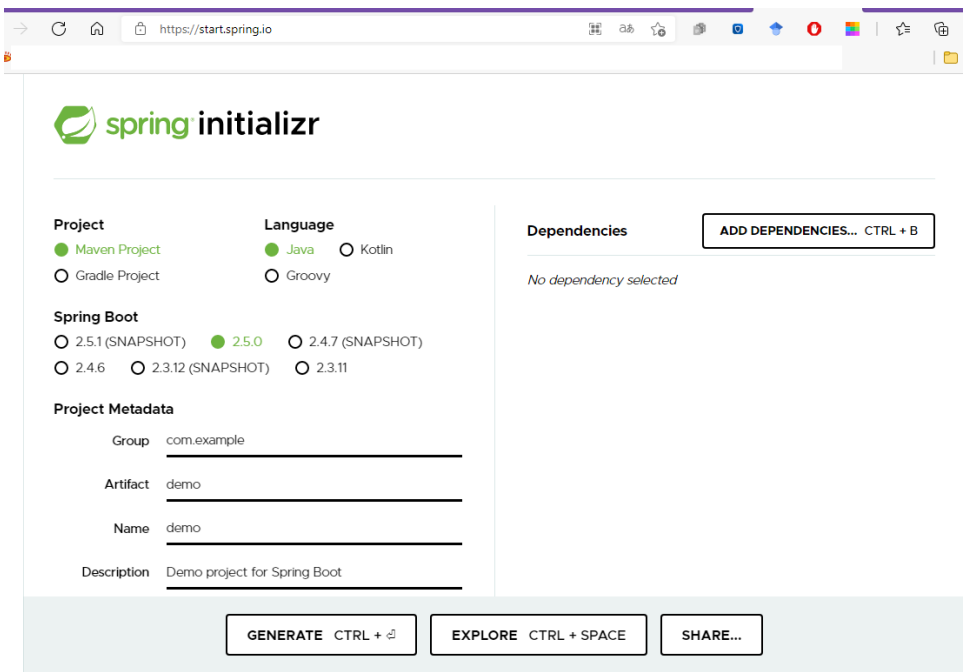 https://start.spring.io
spring initializr
Project
Maven Project
Gradle Project
Language
Java Kotlin
Groovy
Spring Boot
2.5.1 (SNAPSHOT) 2.5.0 2.4.7 (SNAPSHOT)
2.4.6 2.3.12 (SNAPSHOT) 2.3.11
Project Metadata
Group com.example
Artifact demo
Name demo
Description Demo project for Spring Boot
Dependencies ADD DEPENDENCIES... CTRL + B
No dependency selected
GENERATE CTRL + ⏎ EXPLORE CTRL + SPACE SHARE...